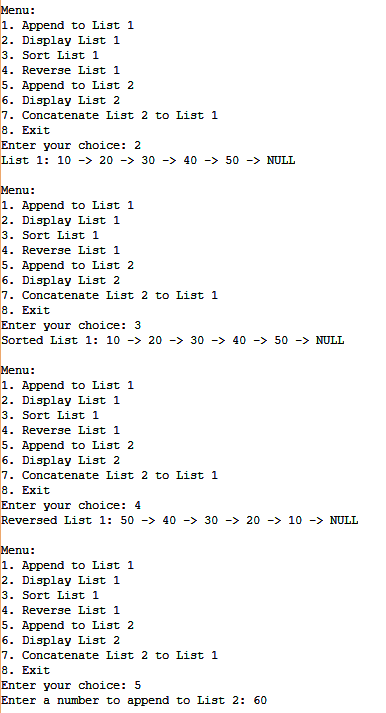 Menu:
1. Append to List 1
2. Display List 1
3. Sort List 1
4. Reverse List 1
5. Append to List 2
6. Display List 2
7. Concatenate List 2 to List 1
8. Exit
Enter your choice: 2
List 1: 10 -> 20 -> 30 -> 40 -> 50 -> NULL
Menu:
1. Append to List 1
2. Display List 1
3. Sort List 1
4. Reverse List 1
5. Append to List 2
6. Display List 2
7. Concatenate List 2 to List 1
8. Exit
Enter your choice: 3
Sorted List 1: 10 -> 20 -> 30 -> 40 -> 50 -> NULL
Menu:
1. Append to List 1
2. Display List 1
3. Sort List 1
4. Reverse List 1
5. Append to List 2
6. Display List 2
7. Concatenate List 2 to List 1
8. Exit
Enter your choice: 4
Reversed List 1: 50 -> 40 -> 30 -> 20 -> 10 -> NULL
Menu:
1. Append to List 1
2. Display List 1
3. Sort List 1
4. Reverse List 1
5. Append to List 2
6. Display List 2
7. Concatenate List 2 to List 1
8. Exit
Enter your choice: 5
Enter a number to append to List 2: 60